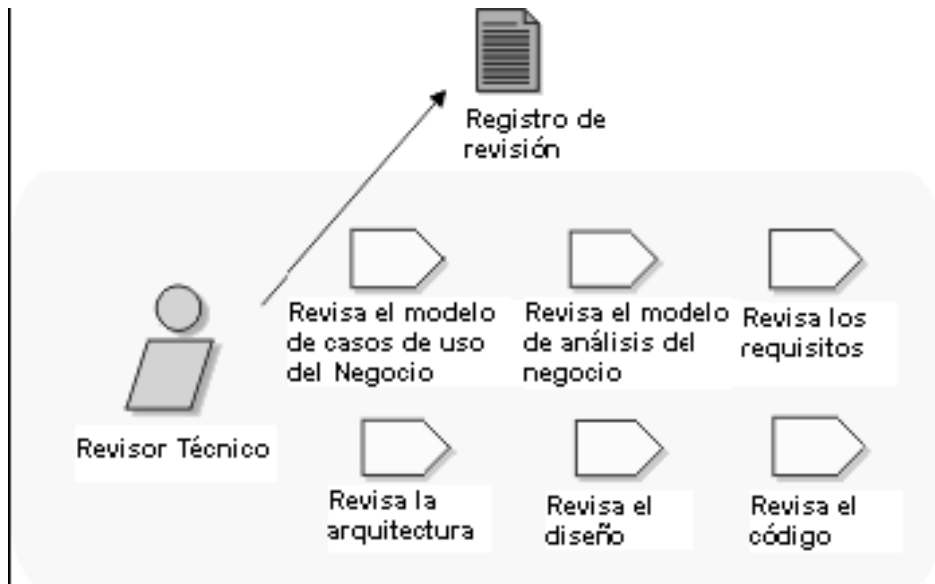 Registro de
revisión
Revisa el modelo
de casos de uso
del Negocio
Revisa el modelo
de análisis del
negocio
Revisa los
requisitos
Revisor Técnico
Revisa la
arquitectura
Revisa el
diseño
Revisa el
código